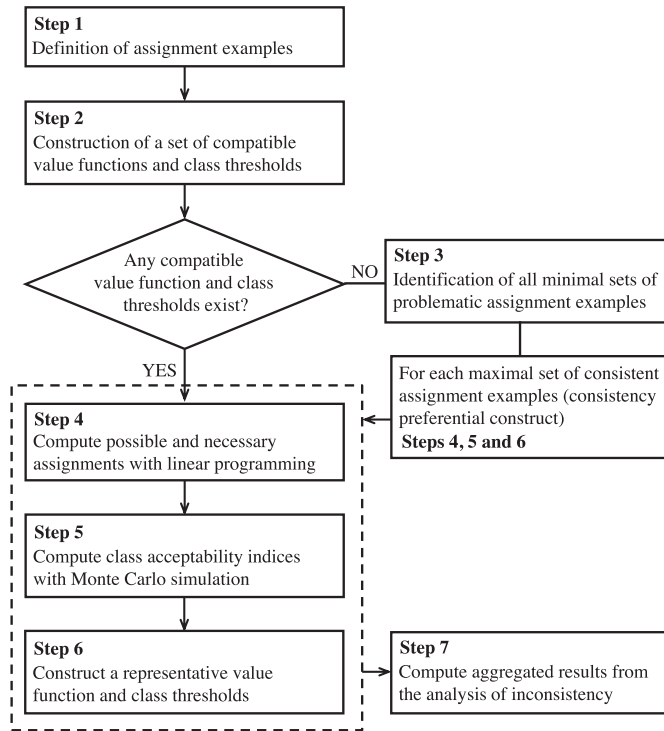 Step 1
Definition of assignment examples
Step 2
Construction of a set of compatible
value functions and class thresholds
Any compatible
value function and class
thresholds exist?
NO
Step 3
Identification of all minimal sets of
problematic assignment examples
YES
For each maximal set of consistent
assignment examples (consistency
preferential construct)
Steps 4, 5 and 6
Step 4
Compute possible and necessary
assignments with linear programming
Step 5
Compute class acceptability indices
with Monte Carlo simulation
Step 6
Construct a representative value
function and class thresholds
Step 7
Compute aggregated results from
the analysis of inconsistency